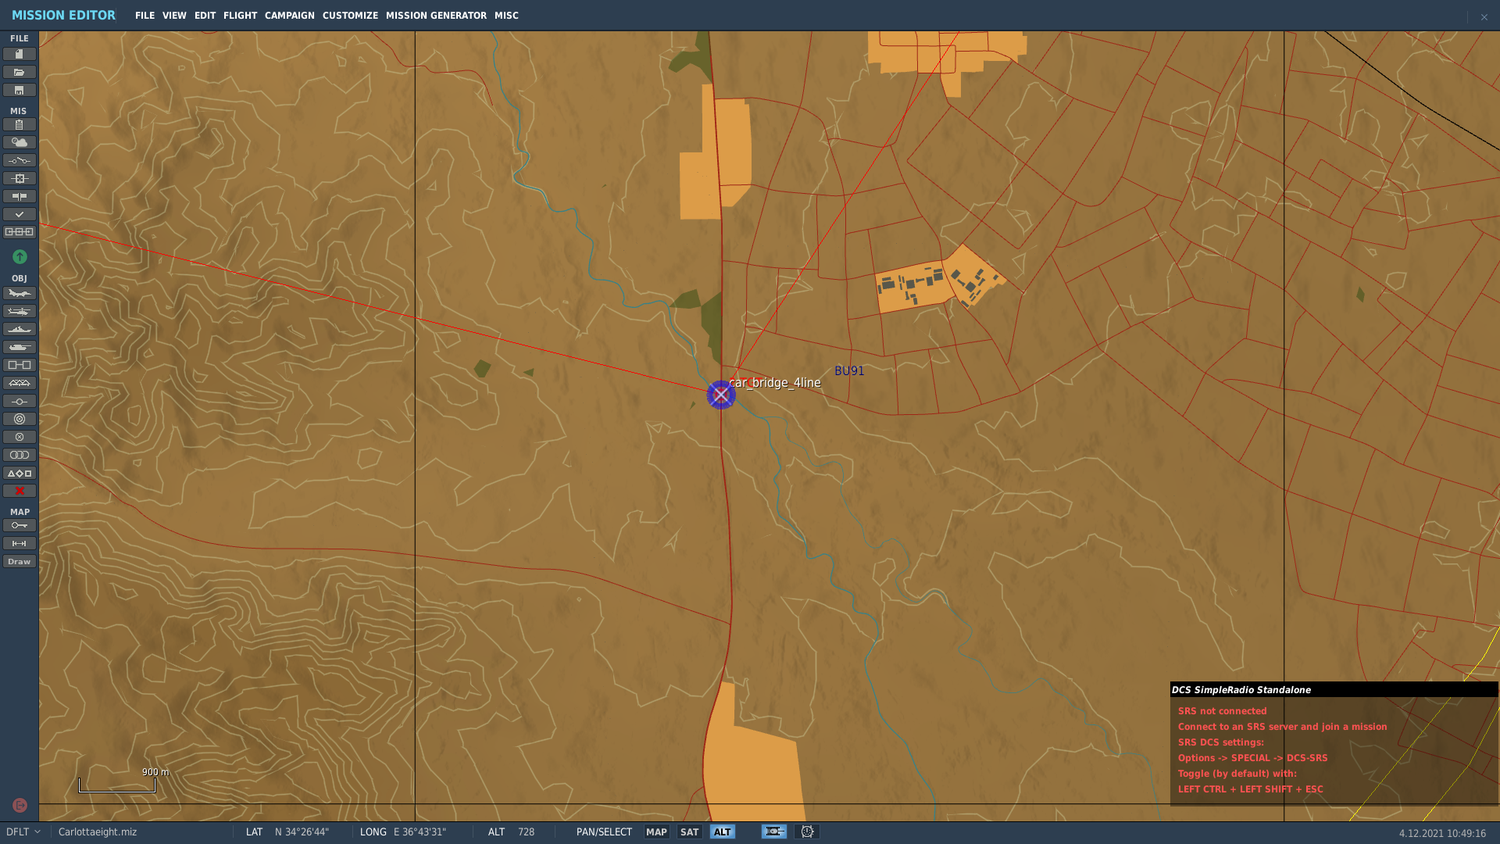 MISSION EDITOR FILE VIEW EDIT FLIGHT CAMPAIGN CUSTOMIZE MISSION GENERATOR MISC
FILE
MIS
OBJ
MAP
Draw
BU91
car_bridge_4line
900 m
DCS SimpleRadio Standalone
SRS not connected
Connect to an SRS server and join a mission
SRS DCS settings:
Options -> SPECIAL -> DCS-SRS
Toggle (by default) with:
LEFT CTRL + LEFT SHIFT + ESC
DFLT Carlottaeight.miz LAT N 34°26'44" LONG E 36°43'31" ALT 728 PAN/SELECT MAP SAT ALT 4.12.2021 10:49:16